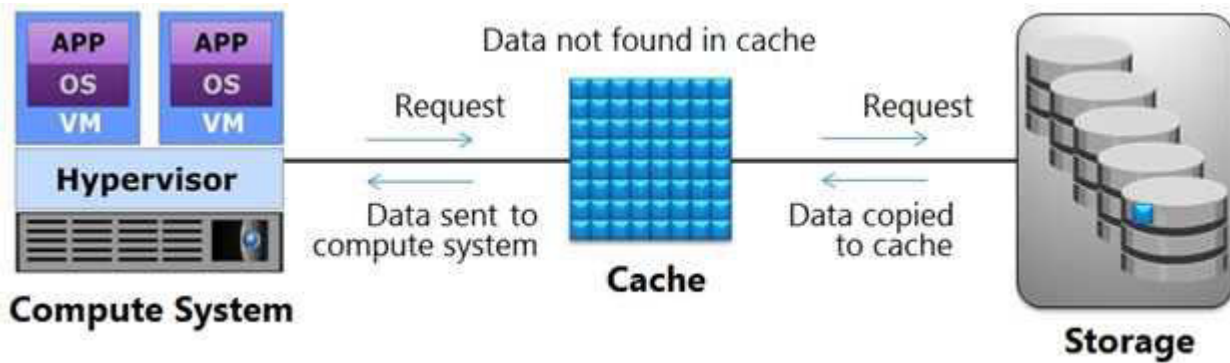 APP
OS
VM
APP
OS
VM
Hypervisor
Compute System
Request
Data sent to
compute system
Data not found in cache
Cache
Request
Data copied
to cache
Storage